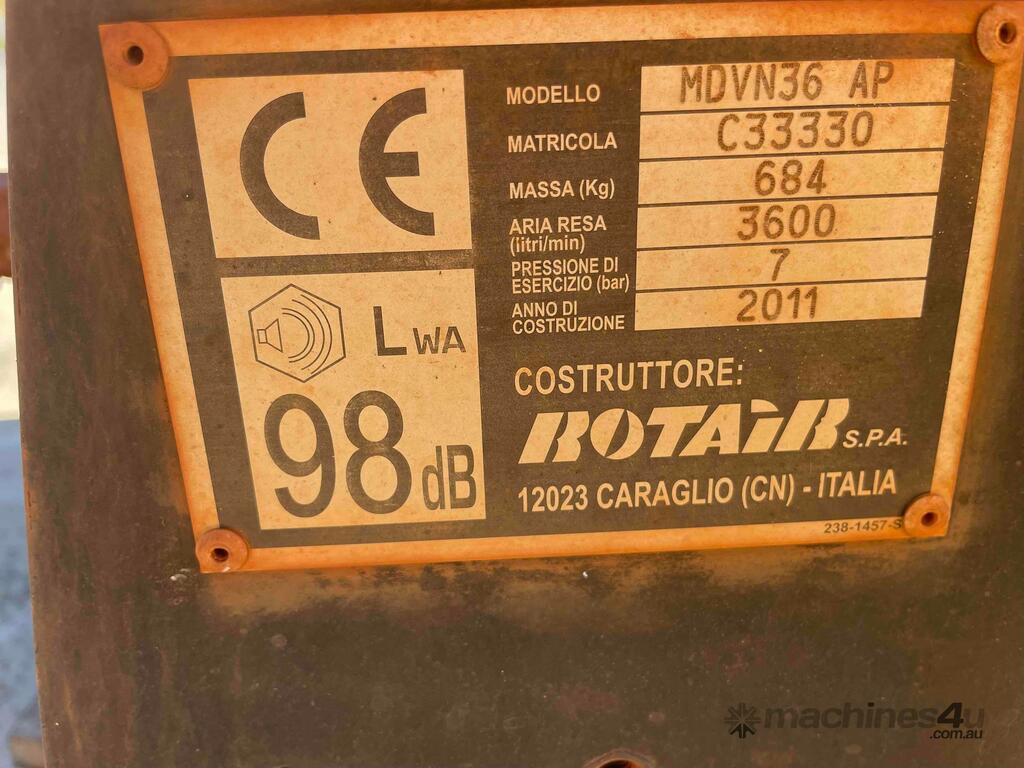 CE
MODELLO MDVN36 AP
MATRICOLA C33330
MASSA (Kg) 684
ARIA RESA
(litri/min) 3600
PRESSIONE DI
ESERCIZIO (bar) 7
ANNO DI
COSTRUZIONE 2011
LWA
98 dB
COSTRUTTORE:
ROTAIR S.P.A.
12023 CARAGLIO (CN) - ITALIA
238-1457-S
machines4u
.com.au